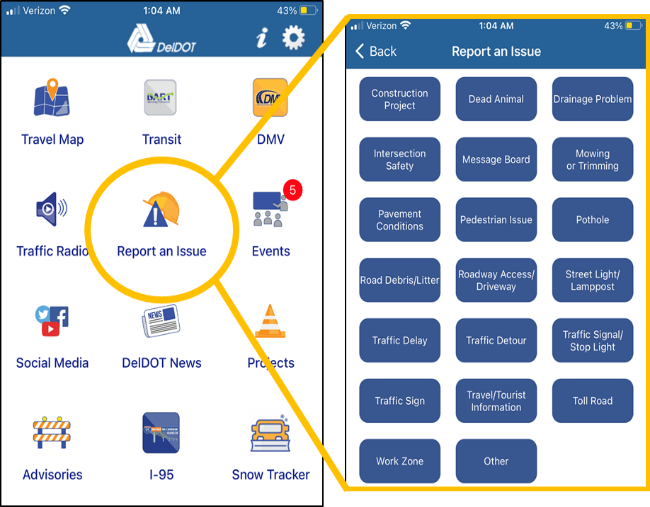 Verizon 1:04 AM 43%
DelDOT i
Travel Map Transit DMV
DART
DMV
Traffic Radio Report an Issue Events
5
Social Media DelDOT News Projects
NEWS
Advisories I-95 Snow Tracker
Verizon 1:04 AM 43%
Back Report an Issue
Construction
Project
Dead Animal
Drainage Problem
Intersection
Safety
Message Board
Mowing
or Trimming
Pavement
Conditions
Pedestrian Issue
Pothole
Road Debris/Litter
Roadway Access/
Driveway
Street Light/
Lamppost
Traffic Delay
Traffic Detour
Traffic Signal/
Stop Light
Traffic Sign
Travel/Tourist
Information
Toll Road
Work Zone
Other